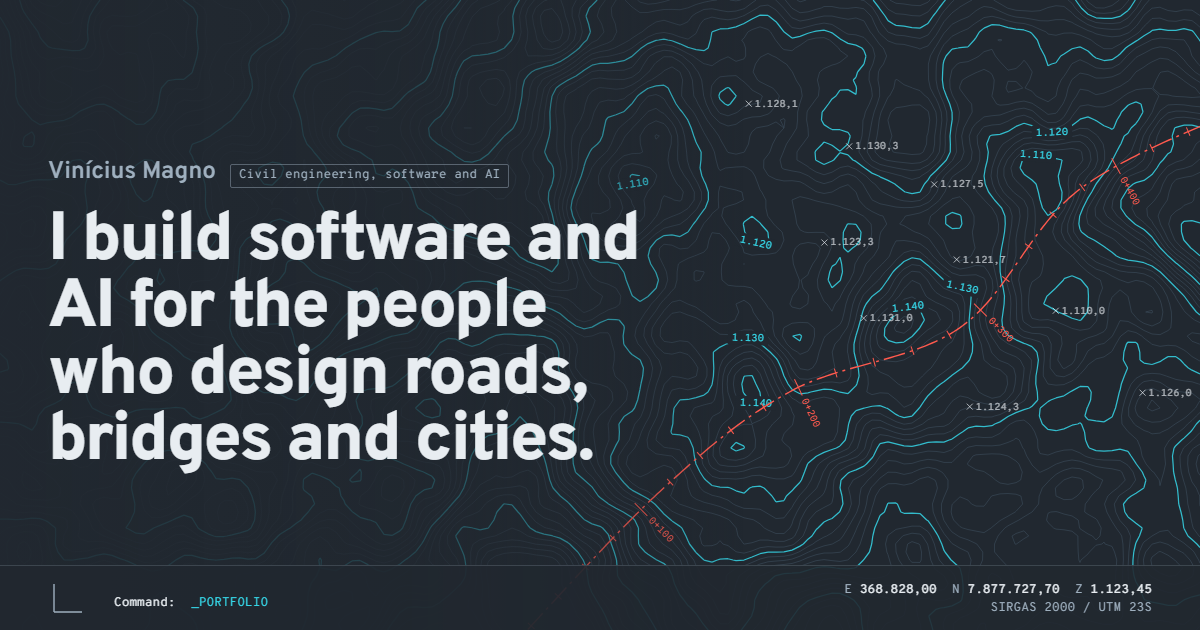 1.120
1.128,1
1.110
1.130,3
Vinícius Magno
Civil engineering, software and AI
1.110
1.127,5
0+400
I build software and
AI for the people
who design roads,
bridges and cities.
1.120
1.123,3
1.121,7
1.130
1.140
1.131,0
1.110,0
0+300
1.130
1.126,0
1.140
1.124,3
0+200
0+100
Command: _PORTFOLIO
E 368.828,00 N 7.877.727,70 Z 1.123,45
SIRGAS 2000 / UTM 23S